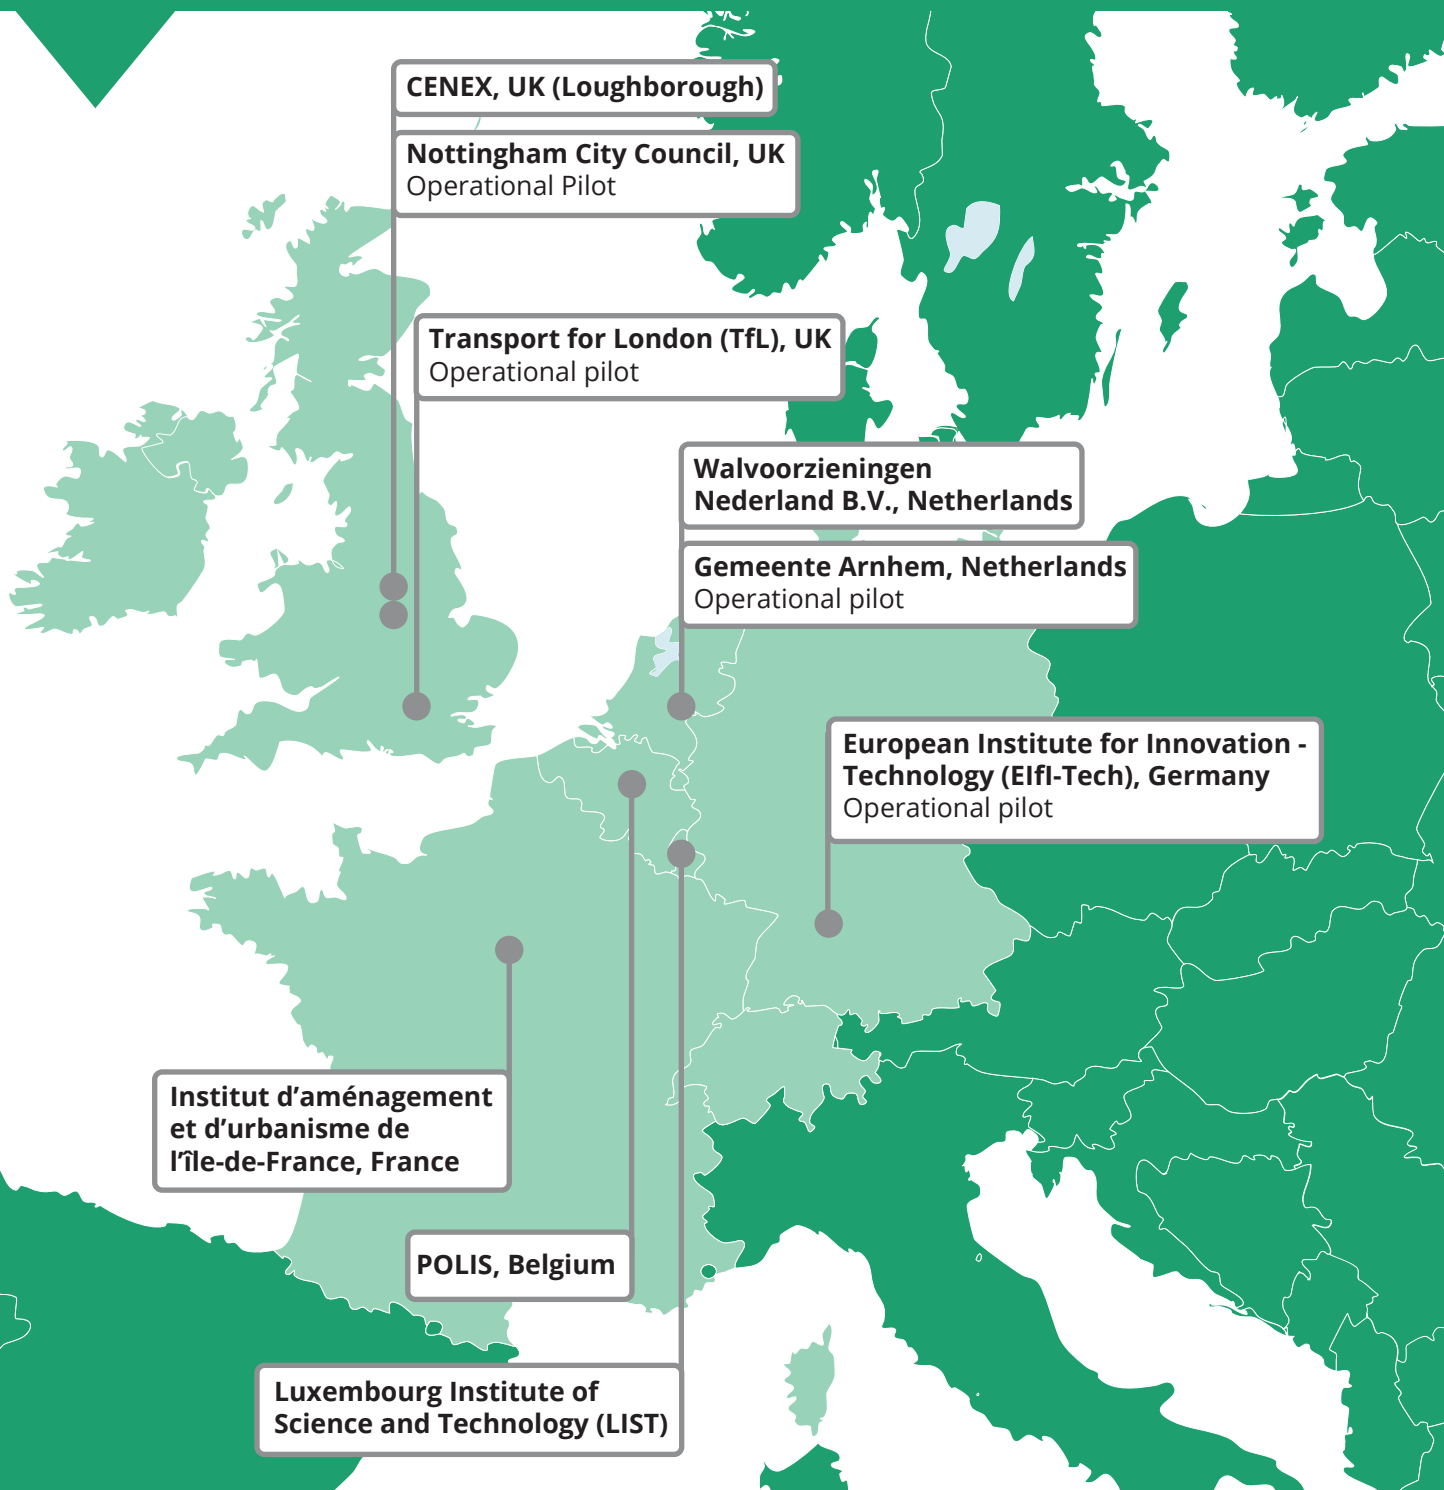 CENEX, UK (Loughborough)
Nottingham City Council, UK
Operational Pilot
Transport for London (TfL), UK
Operational pilot
Walvoorzieningen
Nederland B.V., Netherlands
Gemeente Arnhem, Netherlands
Operational pilot
European Institute for Innovation -
Technology (EIfI-Tech), Germany
Operational pilot
Institut d’aménagement
et d’urbanisme de
l’île-de-France, France
POLIS, Belgium
Luxembourg Institute of
Science and Technology (LIST)